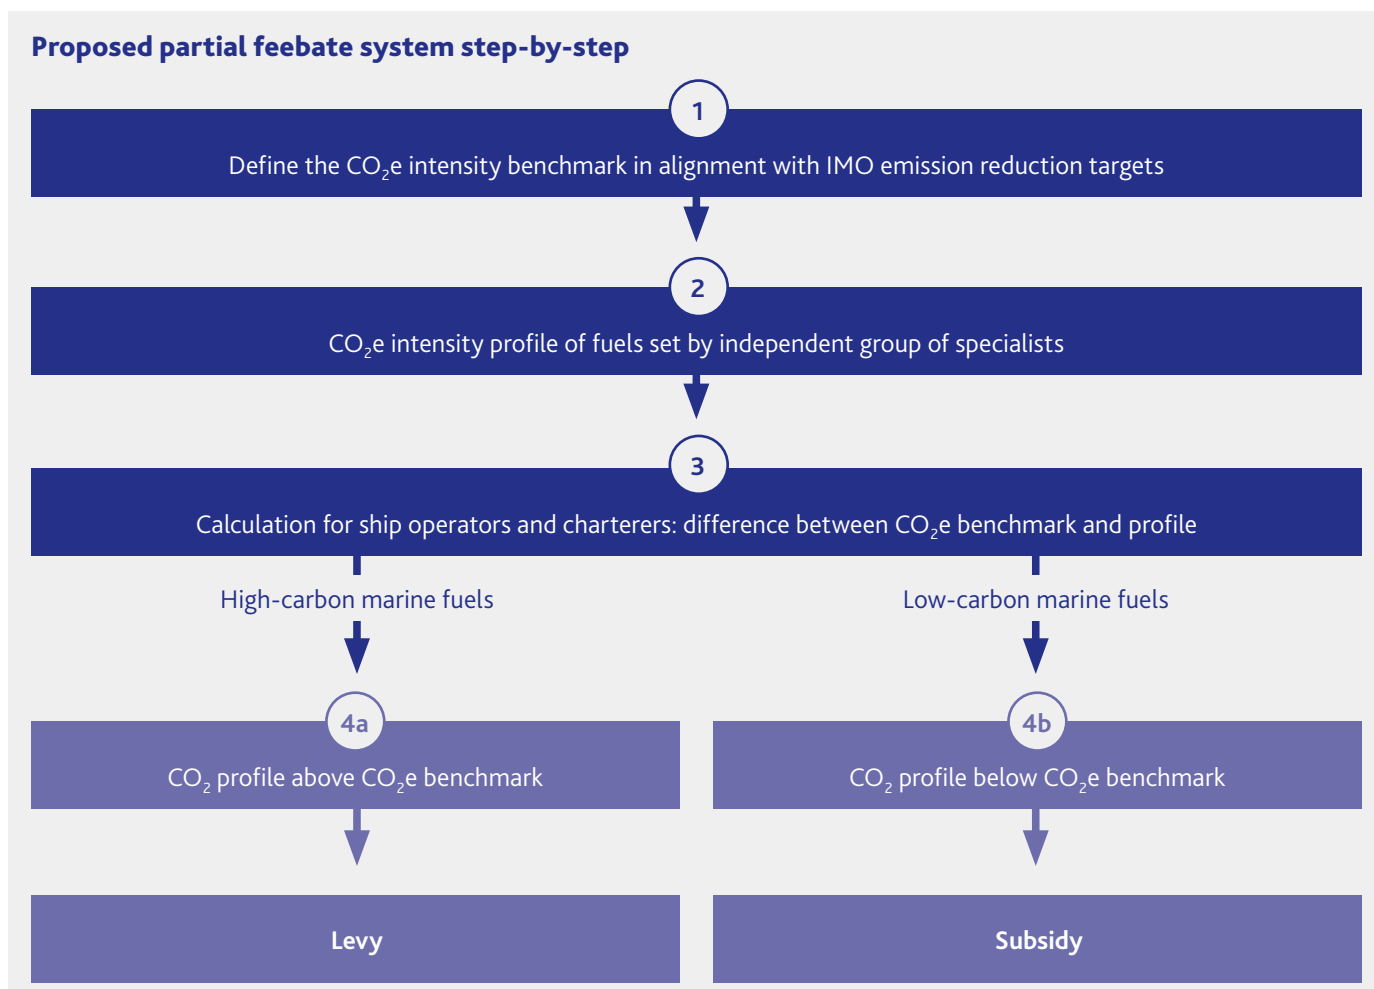 Proposed partial feebate system step-by-step
1
Define the CO₂e intensity benchmark in alignment with IMO emission reduction targets
2
CO₂e intensity profile of fuels set by independent group of specialists
3
Calculation for ship operators and charterers: difference between CO₂e benchmark and profile
High-carbon marine fuels
Low-carbon marine fuels
4a
CO₂ profile above CO₂e benchmark
4b
CO₂ profile below CO₂e benchmark
Levy
Subsidy